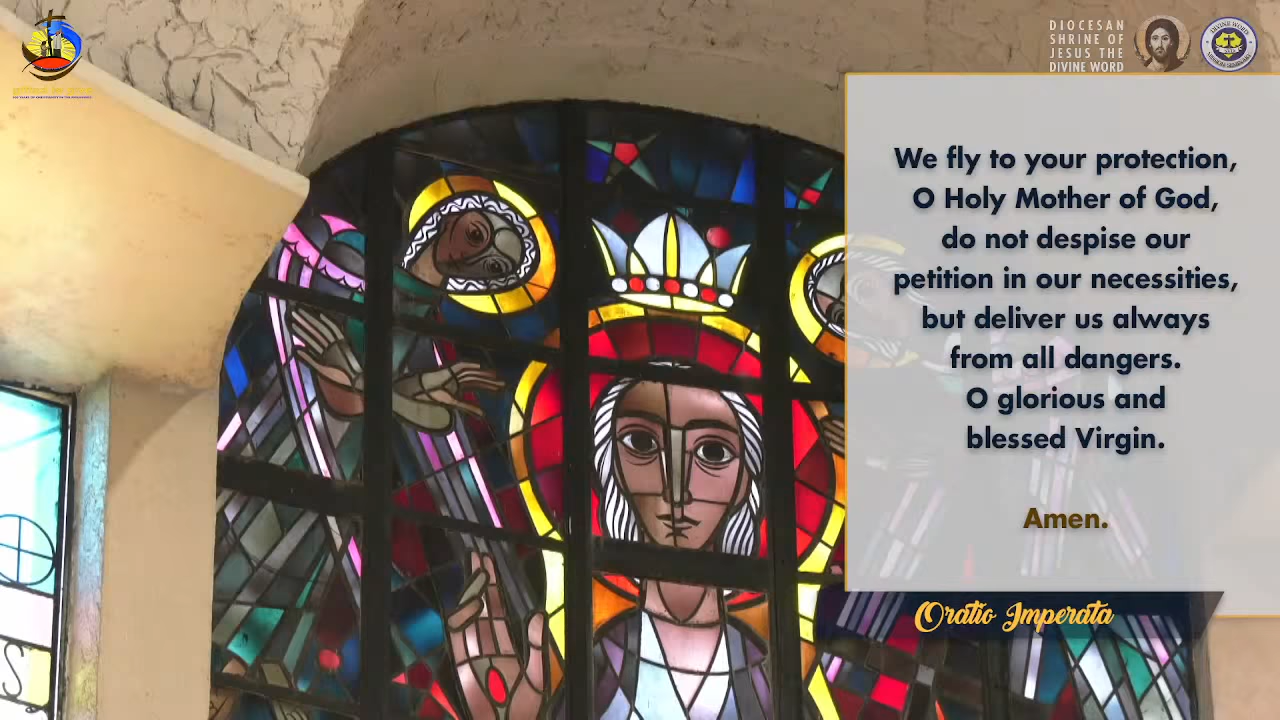 DIOCESAN
SHRINE OF
JESUS THE
DIVINE WORD
We fly to your protection,
O Holy Mother of God,
do not despise our
petition in our necessities,
but deliver us always
from all dangers.
O glorious and
blessed Virgin.
Amen.
Oratio Imperata